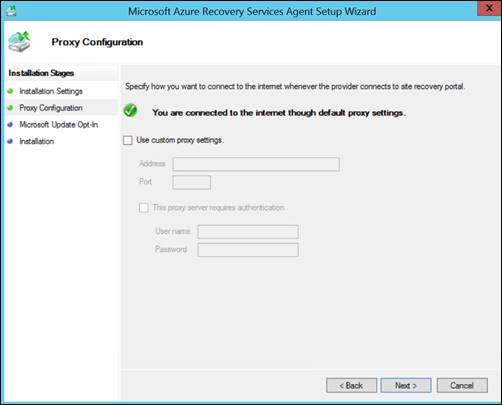 Microsoft Azure Recovery Services Agent Setup Wizard
Proxy Configuration
Installation Stages
Installation Settings
Proxy Configuration
Microsoft Update Opt-In
Installation
Specify how you want to connect to the internet whenever the provider connects to site recovery portal.
You are connected to the internet though default proxy settings.
Use custom proxy settings.
Address
Port
This proxy server requires authentication
User name
Password
< Back
Next >
Cancel